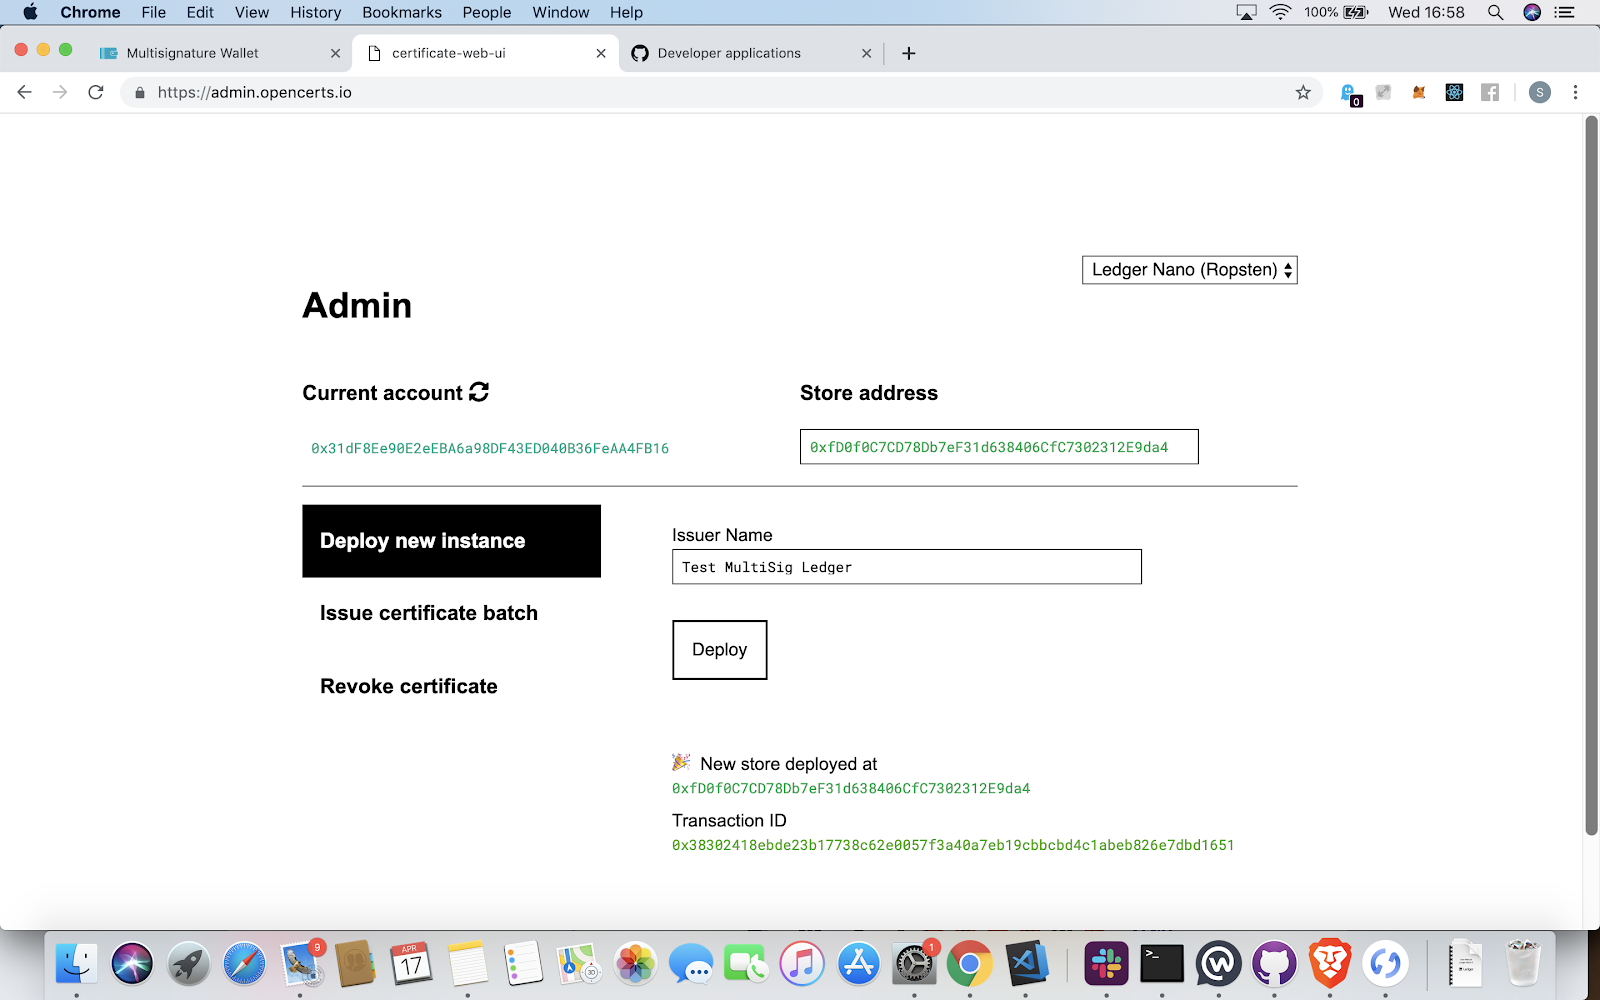 Chrome File Edit View History Bookmarks People Window Help 100% Wed 16:58
Multisignature Wallet certificate-web-ui Developer applications
https://admin.opencerts.io 0 S
Ledger Nano (Ropsten)
Admin
Current account Store address
0x31dF8Ee90E2eEBA6a98DF43ED040B36FeAA4FB16 0xfD0f0C7CD78Db7eF31d638406CfC7302312E9da4
Deploy new instance
Issue certificate batch
Revoke certificate
Issuer Name
Test MultiSig Ledger
Deploy
New store deployed at
0xfD0f0C7CD78Db7eF31d638406CfC7302312E9da4
Transaction ID
0x38302418ebde23b17738c62e0057f3a40a7eb19cbbcbd4c1abeb826e7dbd1651
9 APR 17 1